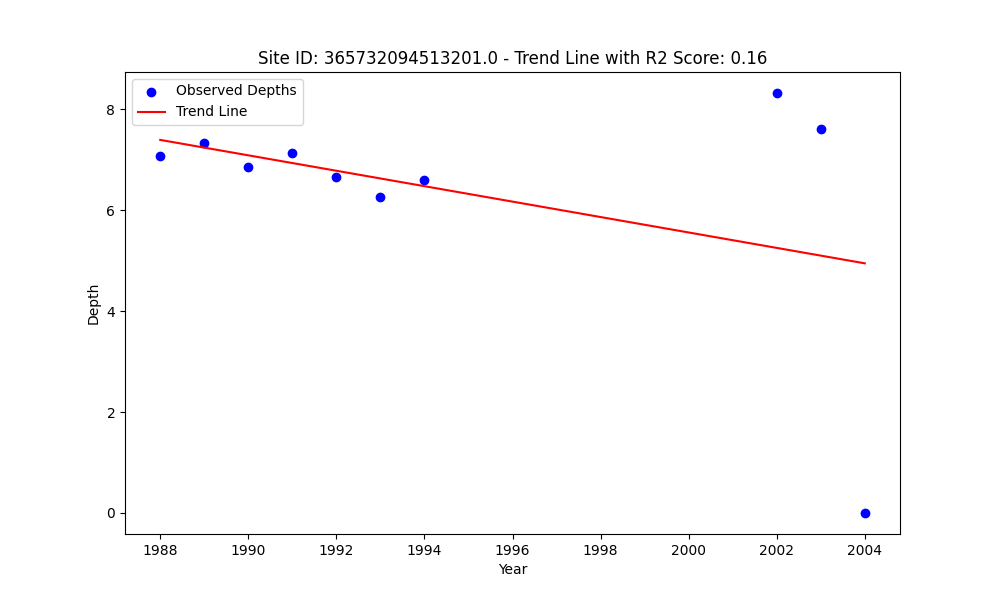 Site ID: 365732094513201.0 - Trend Line with R2 Score: 0.16
Observed Depths
Trend Line
8
6
4
2
0
Depth
1988 1990 1992 1994 1996 1998 2000 2002 2004
Year